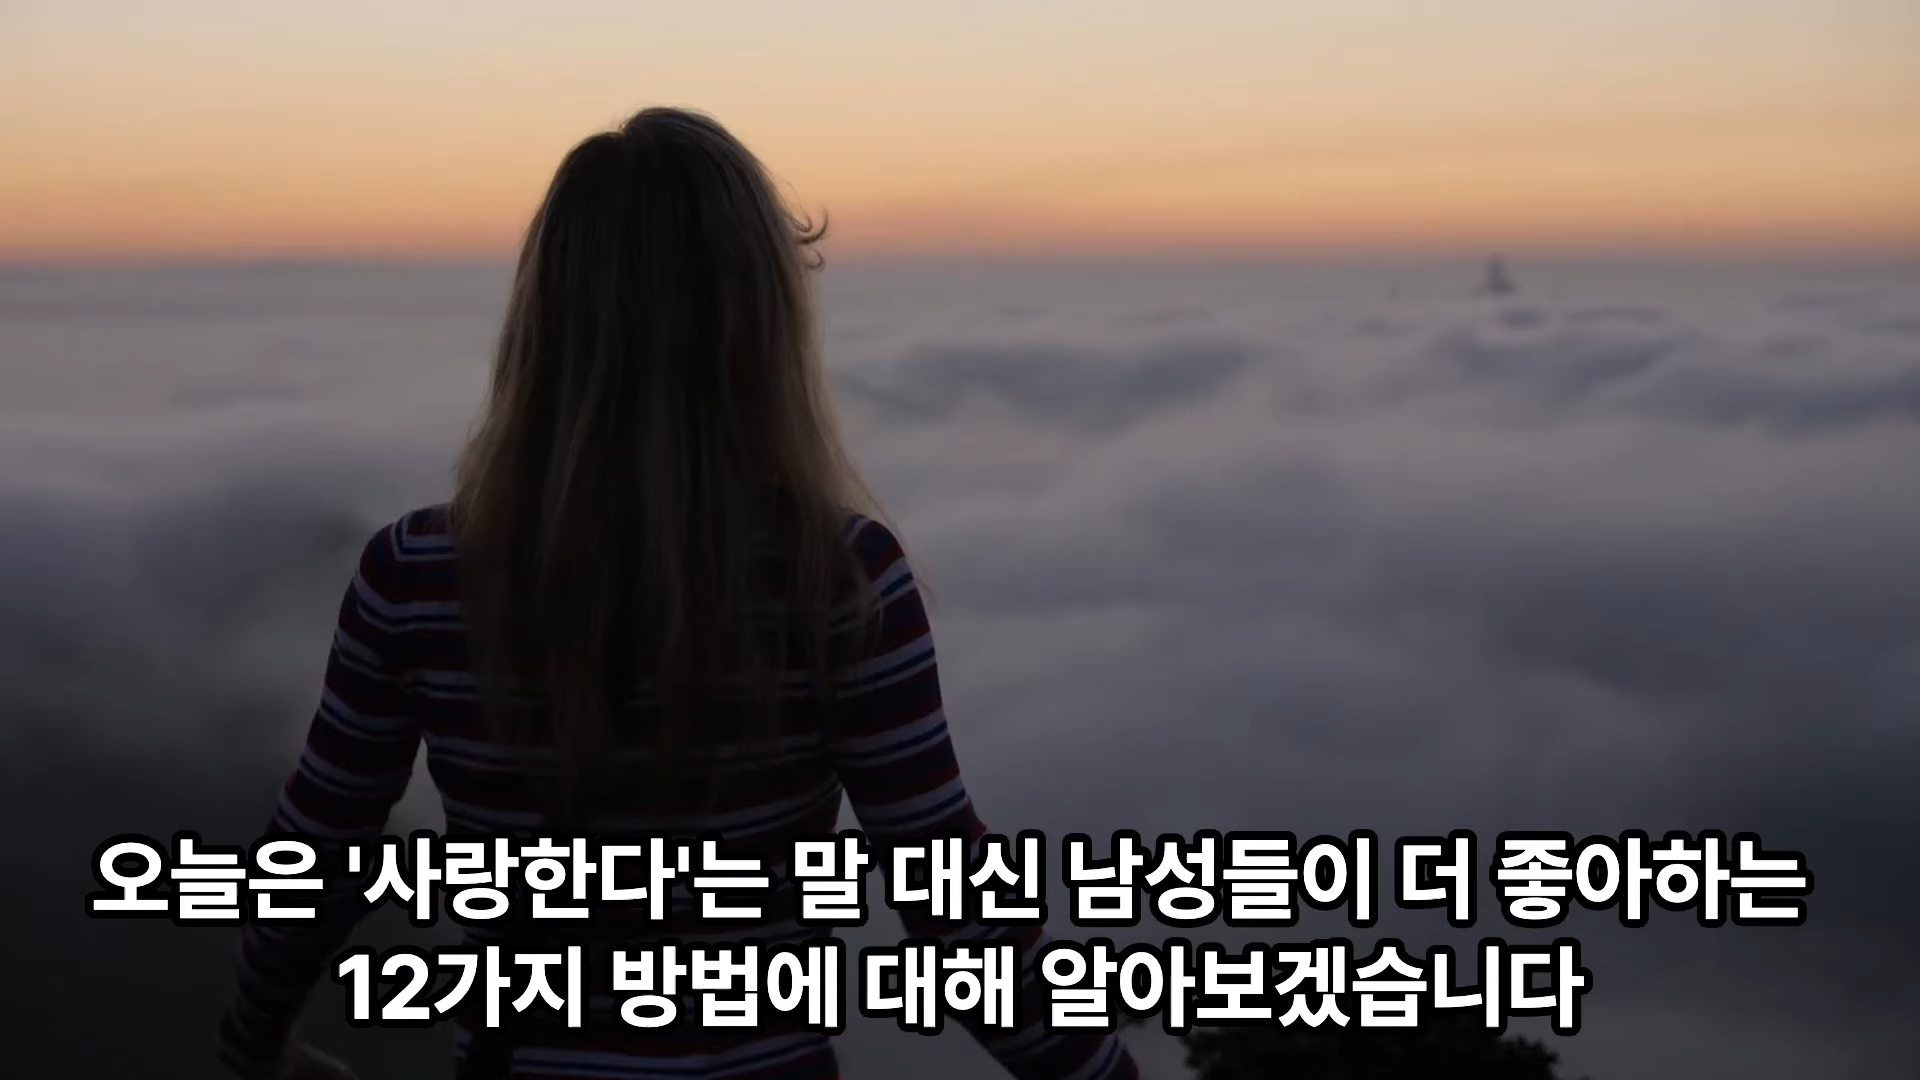 오늘은 '사랑한다'는 말 대신 남성들이 더 좋아하는
12가지 방법에 대해 알아보겠습니다